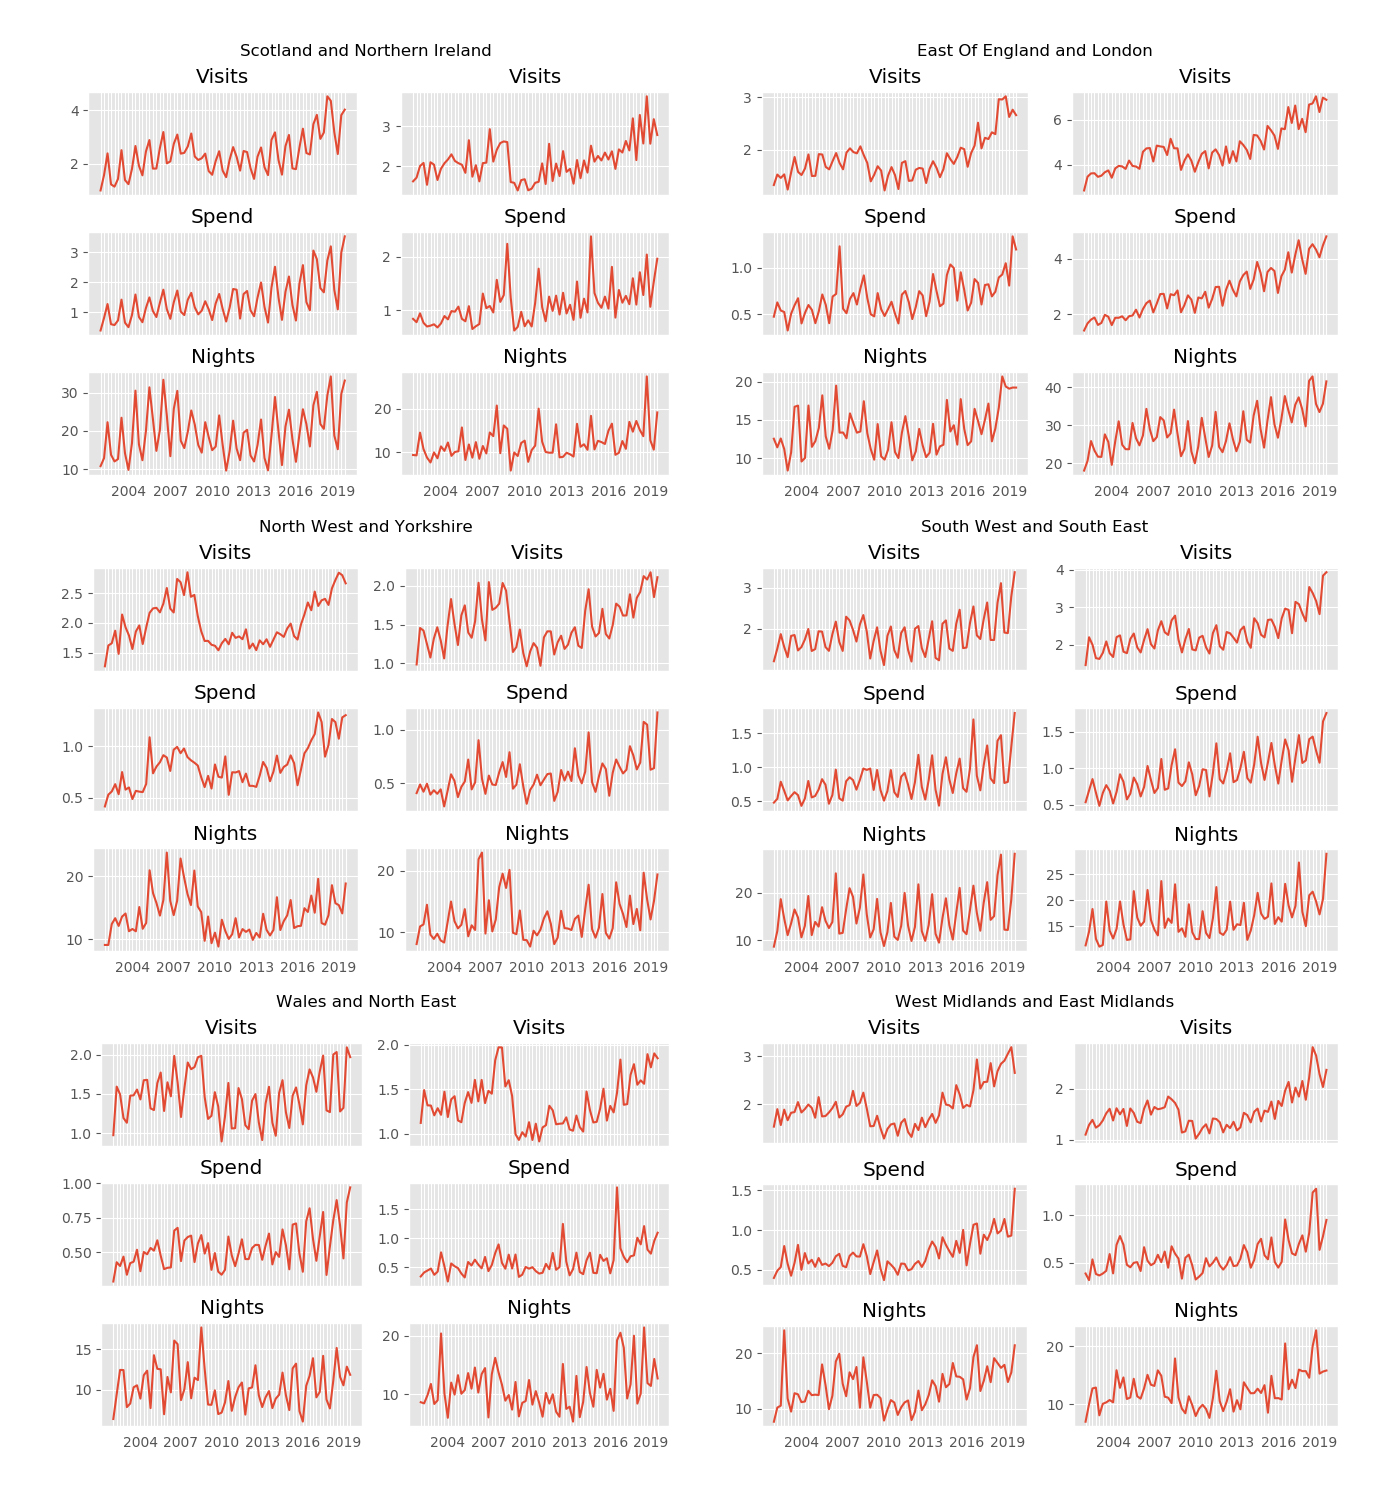 Scotland and Northern Ireland
East Of England and London
Visits
Visits
Visits
Visits
4
2
3
2
3
2
6
4
Spend
Spend
Spend
Spend
3
2
1
2
1
1.0
0.5
4
2
Nights
Nights
Nights
Nights
30
20
10
20
10
20
15
10
40
30
20
2004 2007 2010 2013 2016 2019
2004 2007 2010 2013 2016 2019
2004 2007 2010 2013 2016 2019
2004 2007 2010 2013 2016 2019
North West and Yorkshire
South West and South East
Visits
Visits
Visits
Visits
2.5
2.0
1.5
2.0
1.5
1.0
3
2
4
3
2
Spend
Spend
Spend
Spend
1.0
0.5
1.0
0.5
1.5
1.0
0.5
1.5
1.0
0.5
Nights
Nights
Nights
Nights
20
10
20
10
20
10
25
20
15
2004 2007 2010 2013 2016 2019
2004 2007 2010 2013 2016 2019
2004 2007 2010 2013 2016 2019
2004 2007 2010 2013 2016 2019
Wales and North East
West Midlands and East Midlands
Visits
Visits
Visits
Visits
2.0
1.5
1.0
2.0
1.5
1.0
3
2
2
1
Spend
Spend
Spend
Spend
1.00
0.75
0.50
1.5
1.0
0.5
1.5
1.0
0.5
1.0
0.5
Nights
Nights
Nights
Nights
15
10
20
10
20
10
20
10
2004 2007 2010 2013 2016 2019
2004 2007 2010 2013 2016 2019
2004 2007 2010 2013 2016 2019
2004 2007 2010 2013 2016 2019